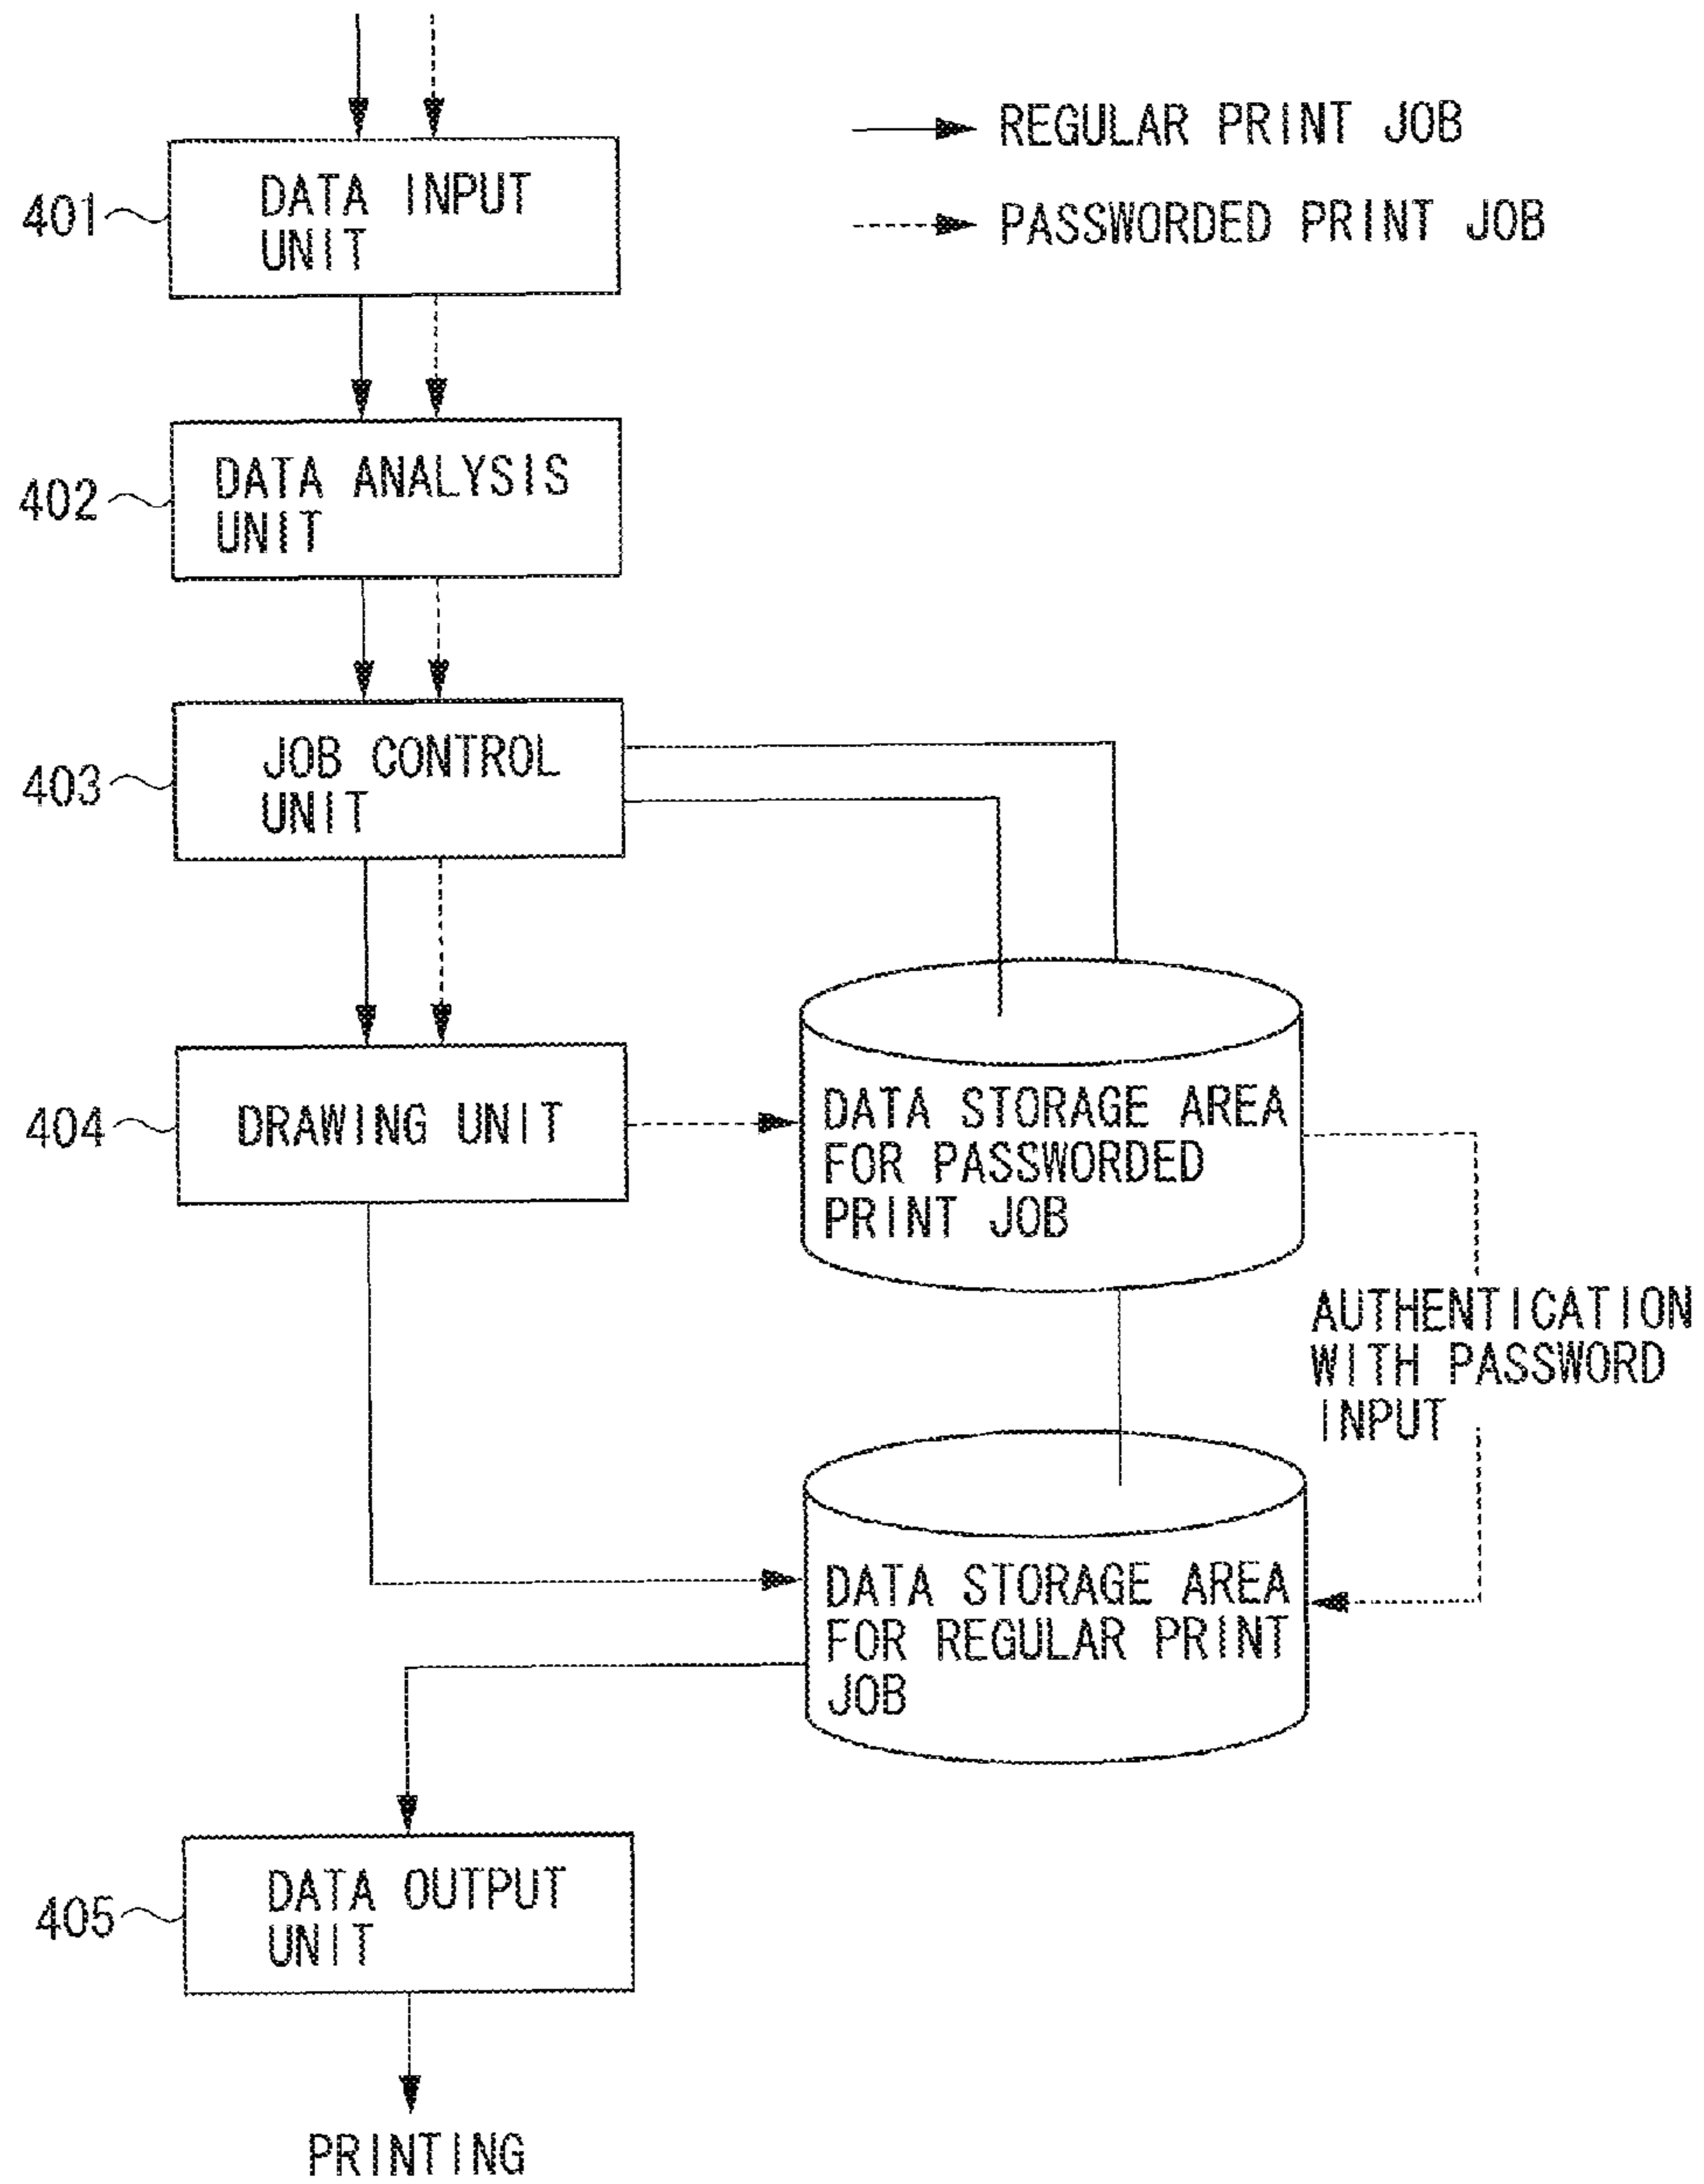 REGULAR PRINT JOB
PASSWORDED PRINT JOB
401
DATA INPUT
UNIT
402
DATA ANALYSIS
UNIT
403
JOB CONTROL
UNIT
404
DRAWING UNIT
DATA STORAGE AREA
FOR PASSWORDED
PRINT JOB
AUTHENTICATION
WITH PASSWORD
INPUT
DATA STORAGE AREA
FOR REGULAR PRINT
JOB
405
DATA OUTPUT
UNIT
PRINTING